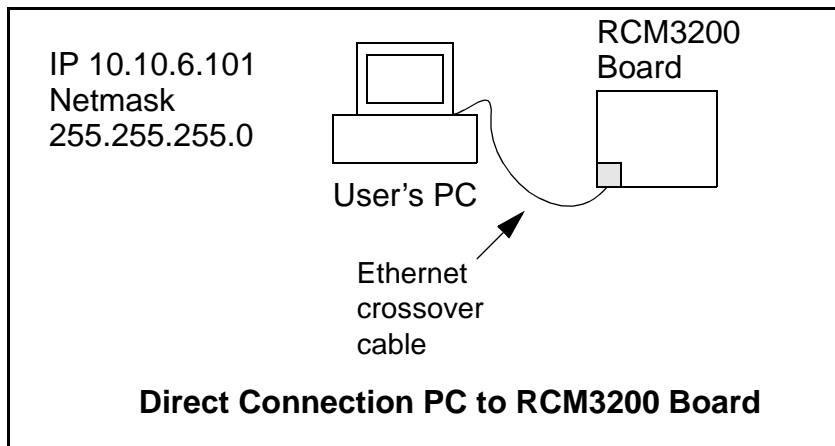 IP 10.10.6.101
Netmask
255.255.255.0
User’s PC
RCM3200
Board
Ethernet
crossover
cable
Direct Connection PC to RCM3200 Board